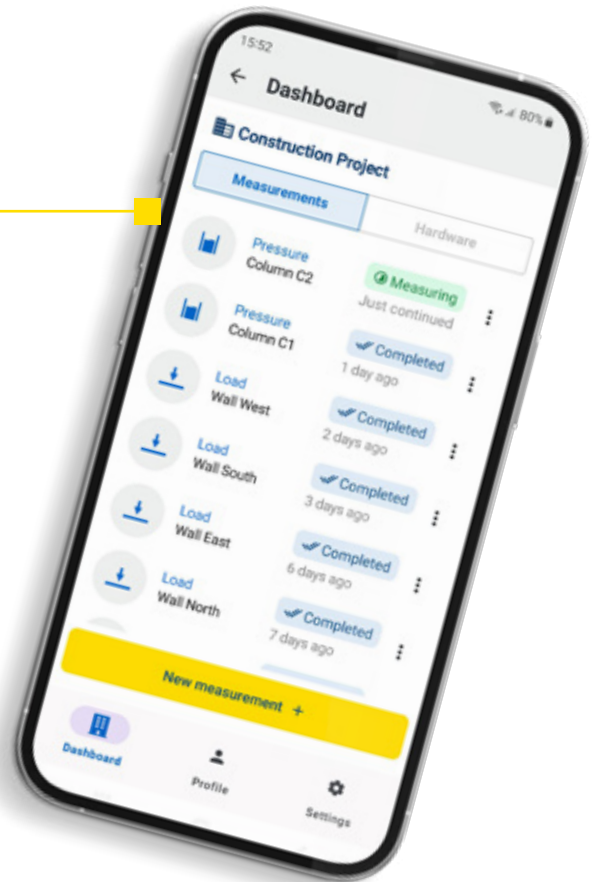 15:52
80%
Dashboard
Construction Project
Measurements
Hardware
Pressure
Column C2
Measuring
Just continued
Pressure
Column C1
Completed
1 day ago
Load
Wall West
Completed
2 days ago
Load
Wall South
Completed
3 days ago
Load
Wall East
Completed
6 days ago
Load
Wall North
Completed
7 days ago
New measurement +
Dashboard
Profile
Settings